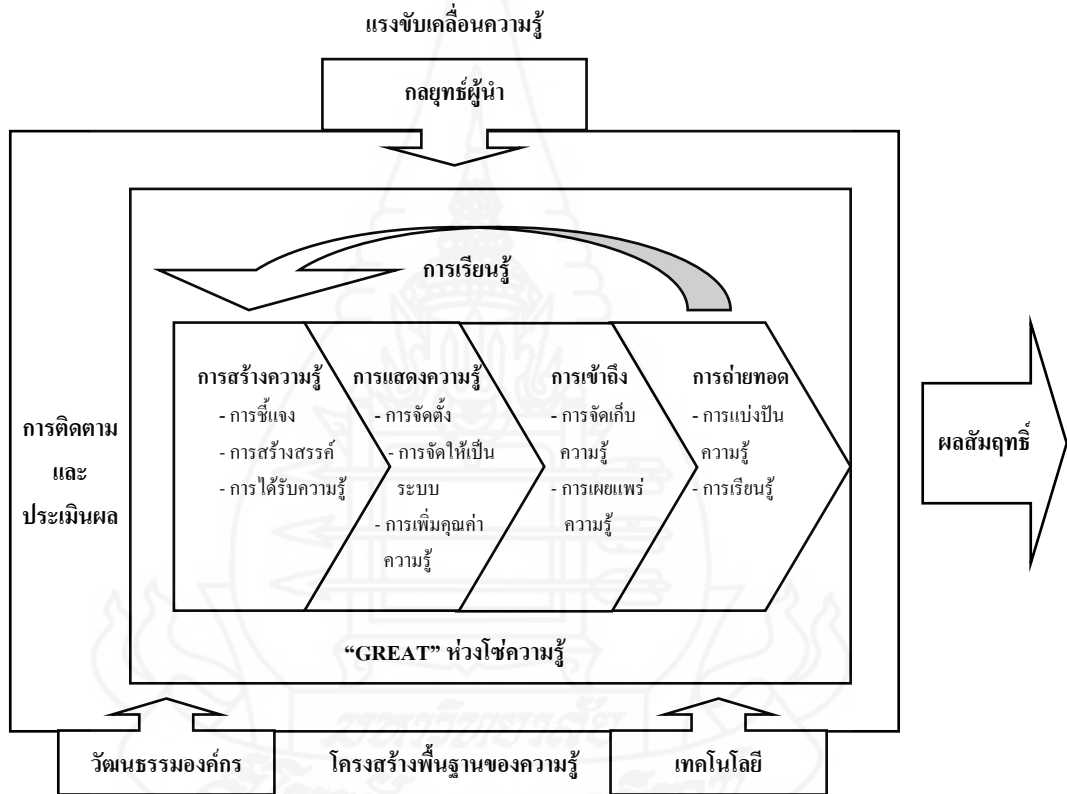 แรงขับเคลื่อนความรู้
กลยุทธ์ผู้นำ
การเรียนรู้
การสร้างความรู้
- การชี้แจง
- การสร้างสรรค์
- การได้รับความรู้
การแสดงความรู้
- การจัดตั้ง
- การจัดให้เป็น
ระบบ
- การเพิ่มคุณค่า
ความรู้
การเข้าถึง
- การจัดเก็บ
ความรู้
- การเผยแพร่
ความรู้
การถ่ายทอด
- การแบ่งปัน
ความรู้
- การเรียนรู้
การติดตาม
และ
ประเมินผล
ผลสัมฤทธิ์
“GREAT” ห่วงโซ่ความรู้
วัฒนธรรมองค์กร
โครงสร้างพื้นฐานของความรู้
เทคโนโลยี